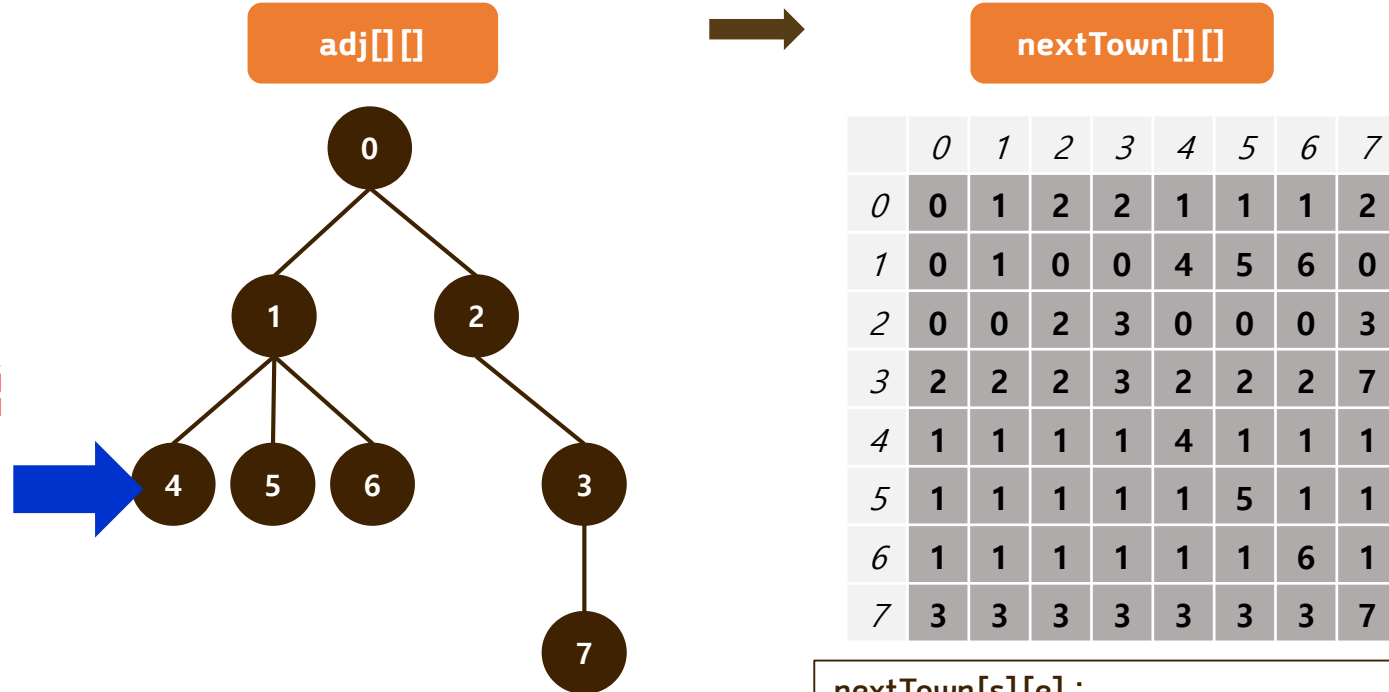 adj[][]
nextTown[][]
0
1 2
4 5 6 3
7
0 1 2 3 4 5 6 7
0 0 1 2 2 1 1 1 2
1 0 1 0 0 4 5 6 0
2 0 0 2 3 0 0 0 3
3 2 2 2 3 2 2 2 7
4 1 1 1 1 4 1 1 1
5 1 1 1 1 1 5 1 1
6 1 1 1 1 1 1 6 1
7 3 3 3 3 3 3 3 7
nextTown[s][e] :